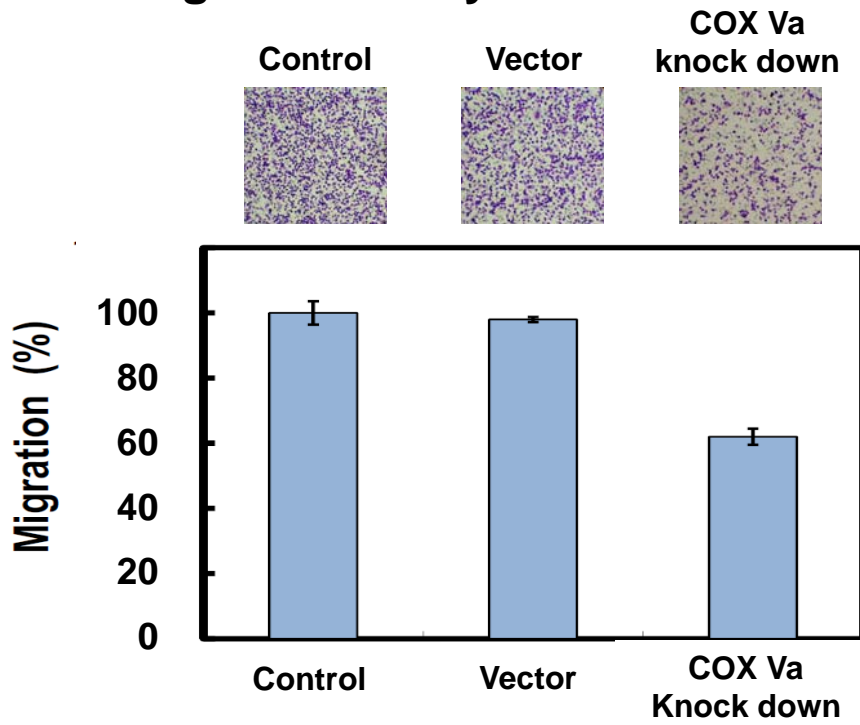 Control
Vector
COX Va
knock down
Migration (%)
100
80
60
40
20
0
Control
Vector
COX Va
Knock down